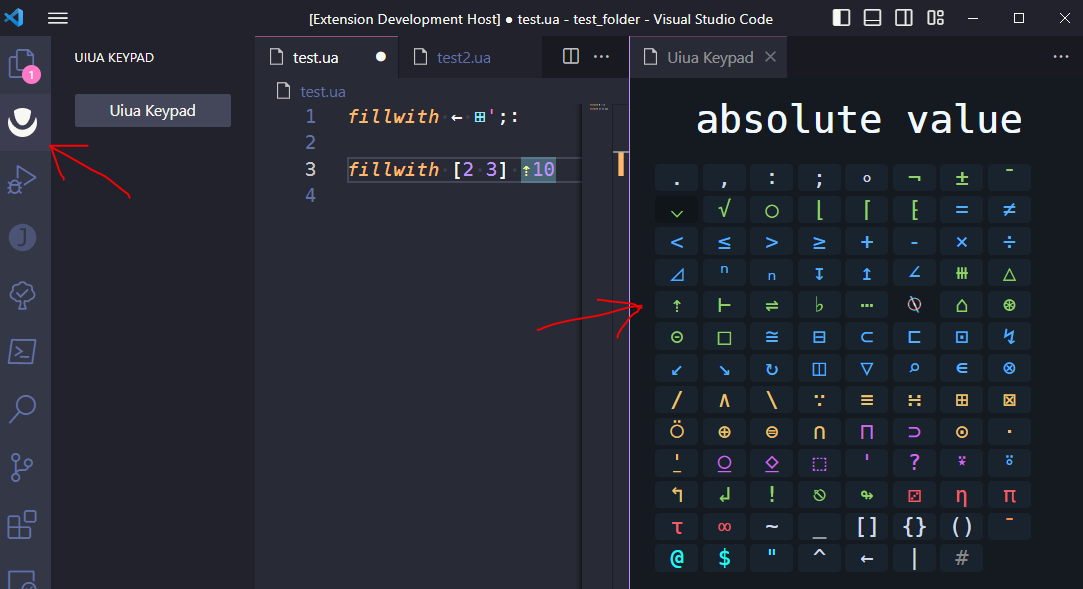 [Extension Development Host] ● test.ua - test_folder - Visual Studio Code
1
UIUA KEYPAD
Uiua Keypad
test.ua
test2.ua
Uiua Keypad
test.ua
1 fillwith ← ⊞';:
2
3 fillwith [2 3] ⇡10
4
absolute value
. , : ; ∘ ¬ ± ¯
⌵ √ ○ ⌊ ⌈ ⁅ = ≠
< ≤ > ≥ + - × ÷
◿ ⁿ ₙ ↧ ↥ ∠ ⧻ △
⇡ ⊢ ⇌ ♭ ⋯ ⍉ ⌂ ⊛
⊝ □ ≅ ⊟ ⊂ ⊏ ⊡ ↯
↙ ↘ ↻ ◫ ▽ ⌕ ∊ ⊗
/ ∧ \ ∵ ≡ ∺ ⊞ ⊠
⍥ ⊕ ⊜ ∩ ⊓ ⊃ ⊙ ·
⍘ ⍜ ⍚ ⬚ ' ? ⍣ ⍤
↰ ↲ ! ⎋ ↬ ⚂ η π
τ ∞ ~ _ [] {} () ¯
@ $ " ^ ← | #